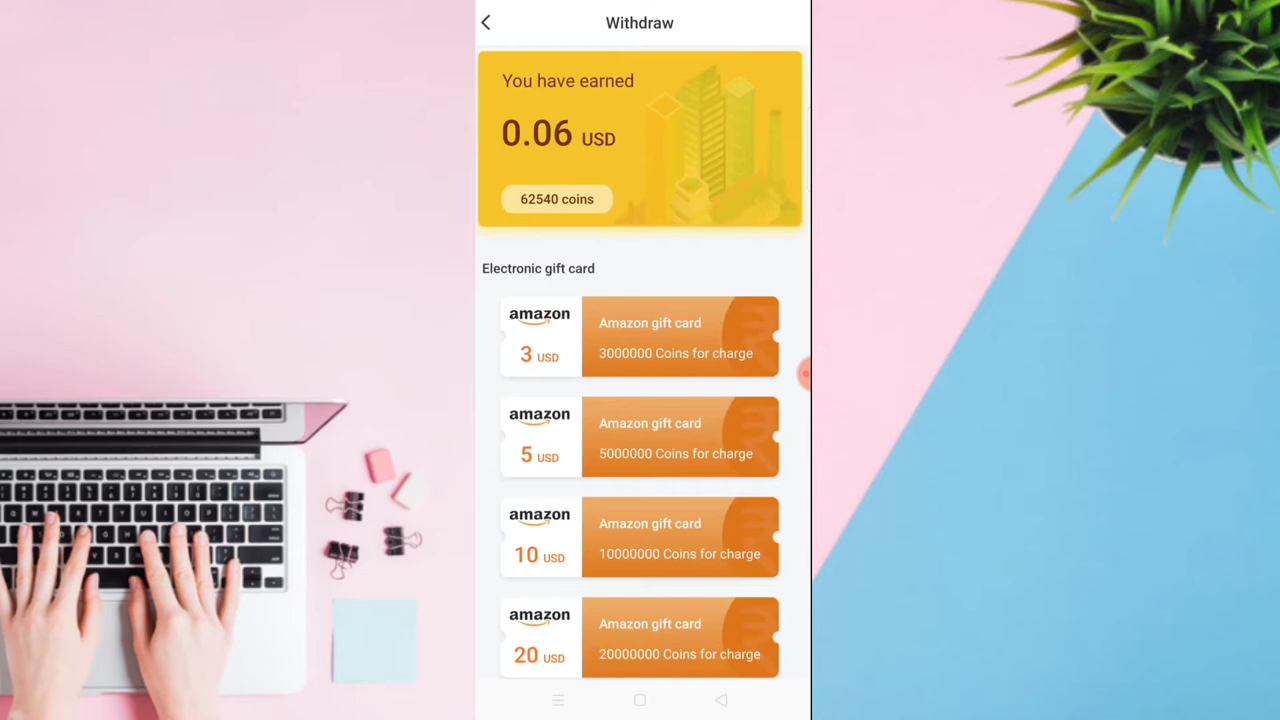 Withdraw
You have earned
0.06 USD
62540 coins
Electronic gift card
amazon
3 USD
Amazon gift card
3000000 Coins for charge
amazon
5 USD
Amazon gift card
5000000 Coins for charge
amazon
10 USD
Amazon gift card
10000000 Coins for charge
amazon
20 USD
Amazon gift card
20000000 Coins for charge